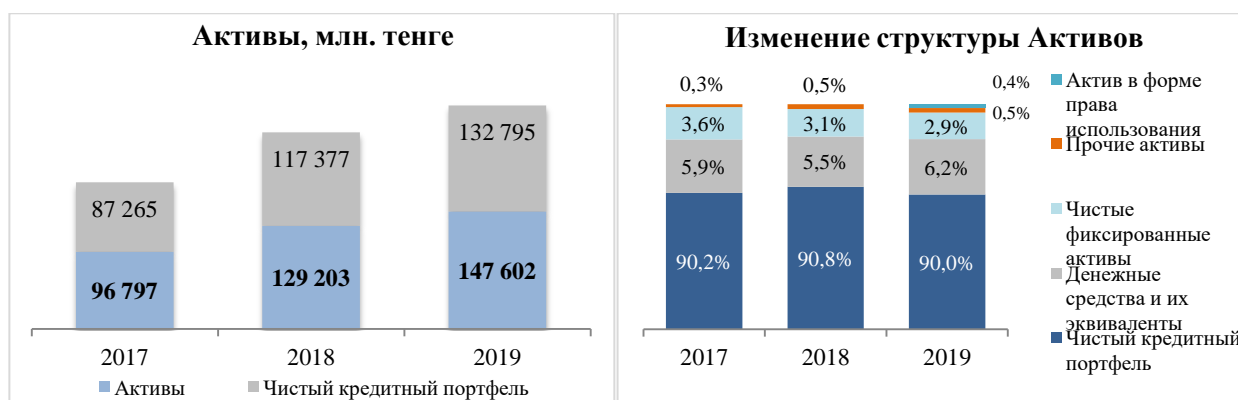 Активы, млн. тенге
87 265
117 377
132 795
96 797
129 203
147 602
2017
2018
2019
Активы
Чистый кредитный портфель
Изменение структуры Активов
0,3%
0,5%
0,4%
0,5%
3,6%
3,1%
2,9%
5,9%
5,5%
6,2%
90,2%
90,8%
90,0%
2017
2018
2019
Актив в форме
права
использования
Прочие активы
Чистые
фиксированные
активы
Денежные
средства и их
эквиваленты
Чистый кредитный
портфель